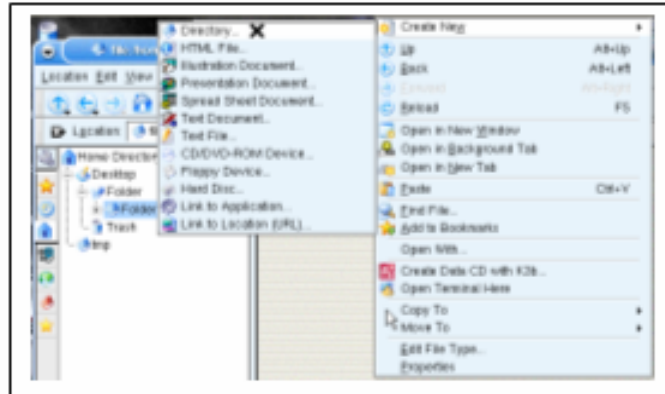 Directory...
HTML File...
Illustration Document...
Presentation Document...
Spread Sheet Document...
Text Document...
Text File...
CD/DVD-ROM Device...
Floppy Device...
Hard Disc...
Link to Application...
Link to Location (URL)...
Create New
Up Alt+Up
Back Alt+Left
Forward Alt+Right
Reload F5
Open in New Window
Open in Background Tab
Open in New Tab
Paste Ctrl+V
Find File...
Add to Bookmarks
Open With...
Create Data CD with K3b...
Open Terminal Here
Copy To
Move To
Edit File Type...
Properties
Location Edit View
Location
Home Director
Desktop
Folder
Folder
Trash
tmp